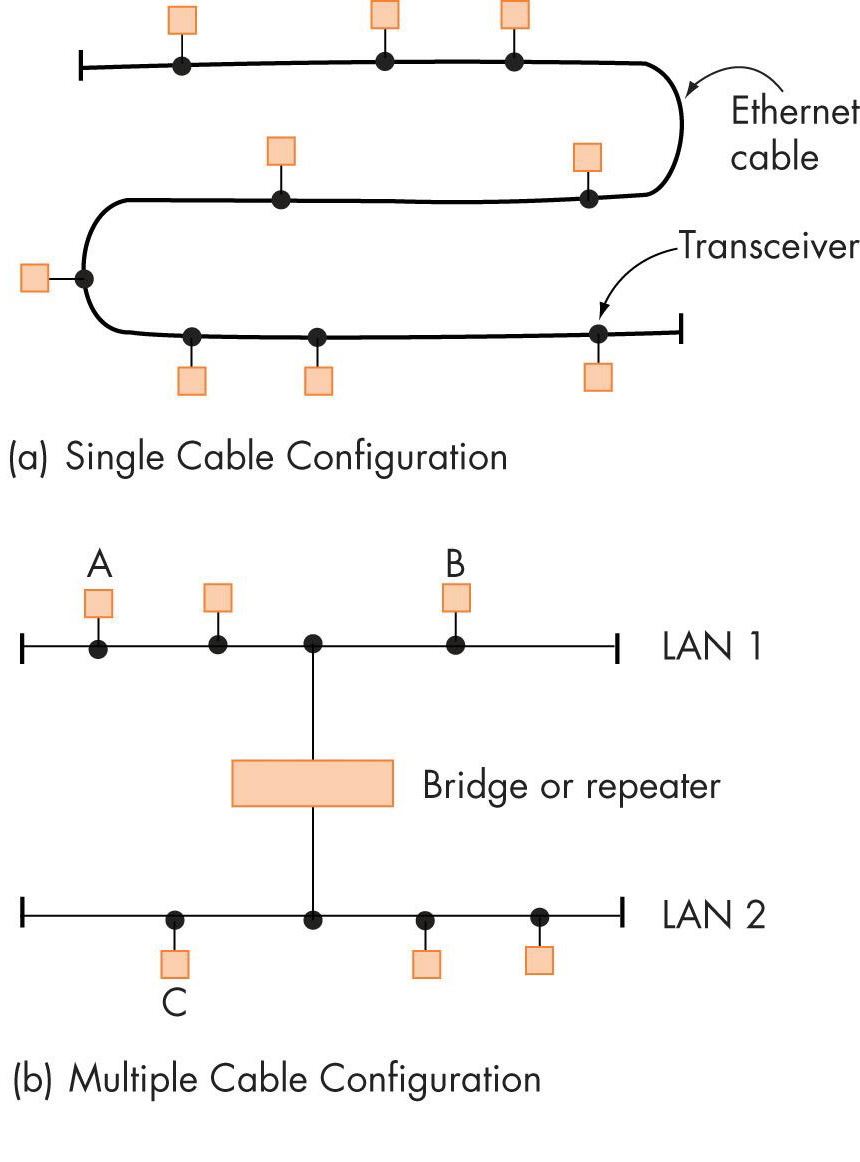 Ethernet
cable
Transceiver
(a) Single Cable Configuration
A
B
LAN 1
Bridge or repeater
LAN 2
C
(b) Multiple Cable Configuration